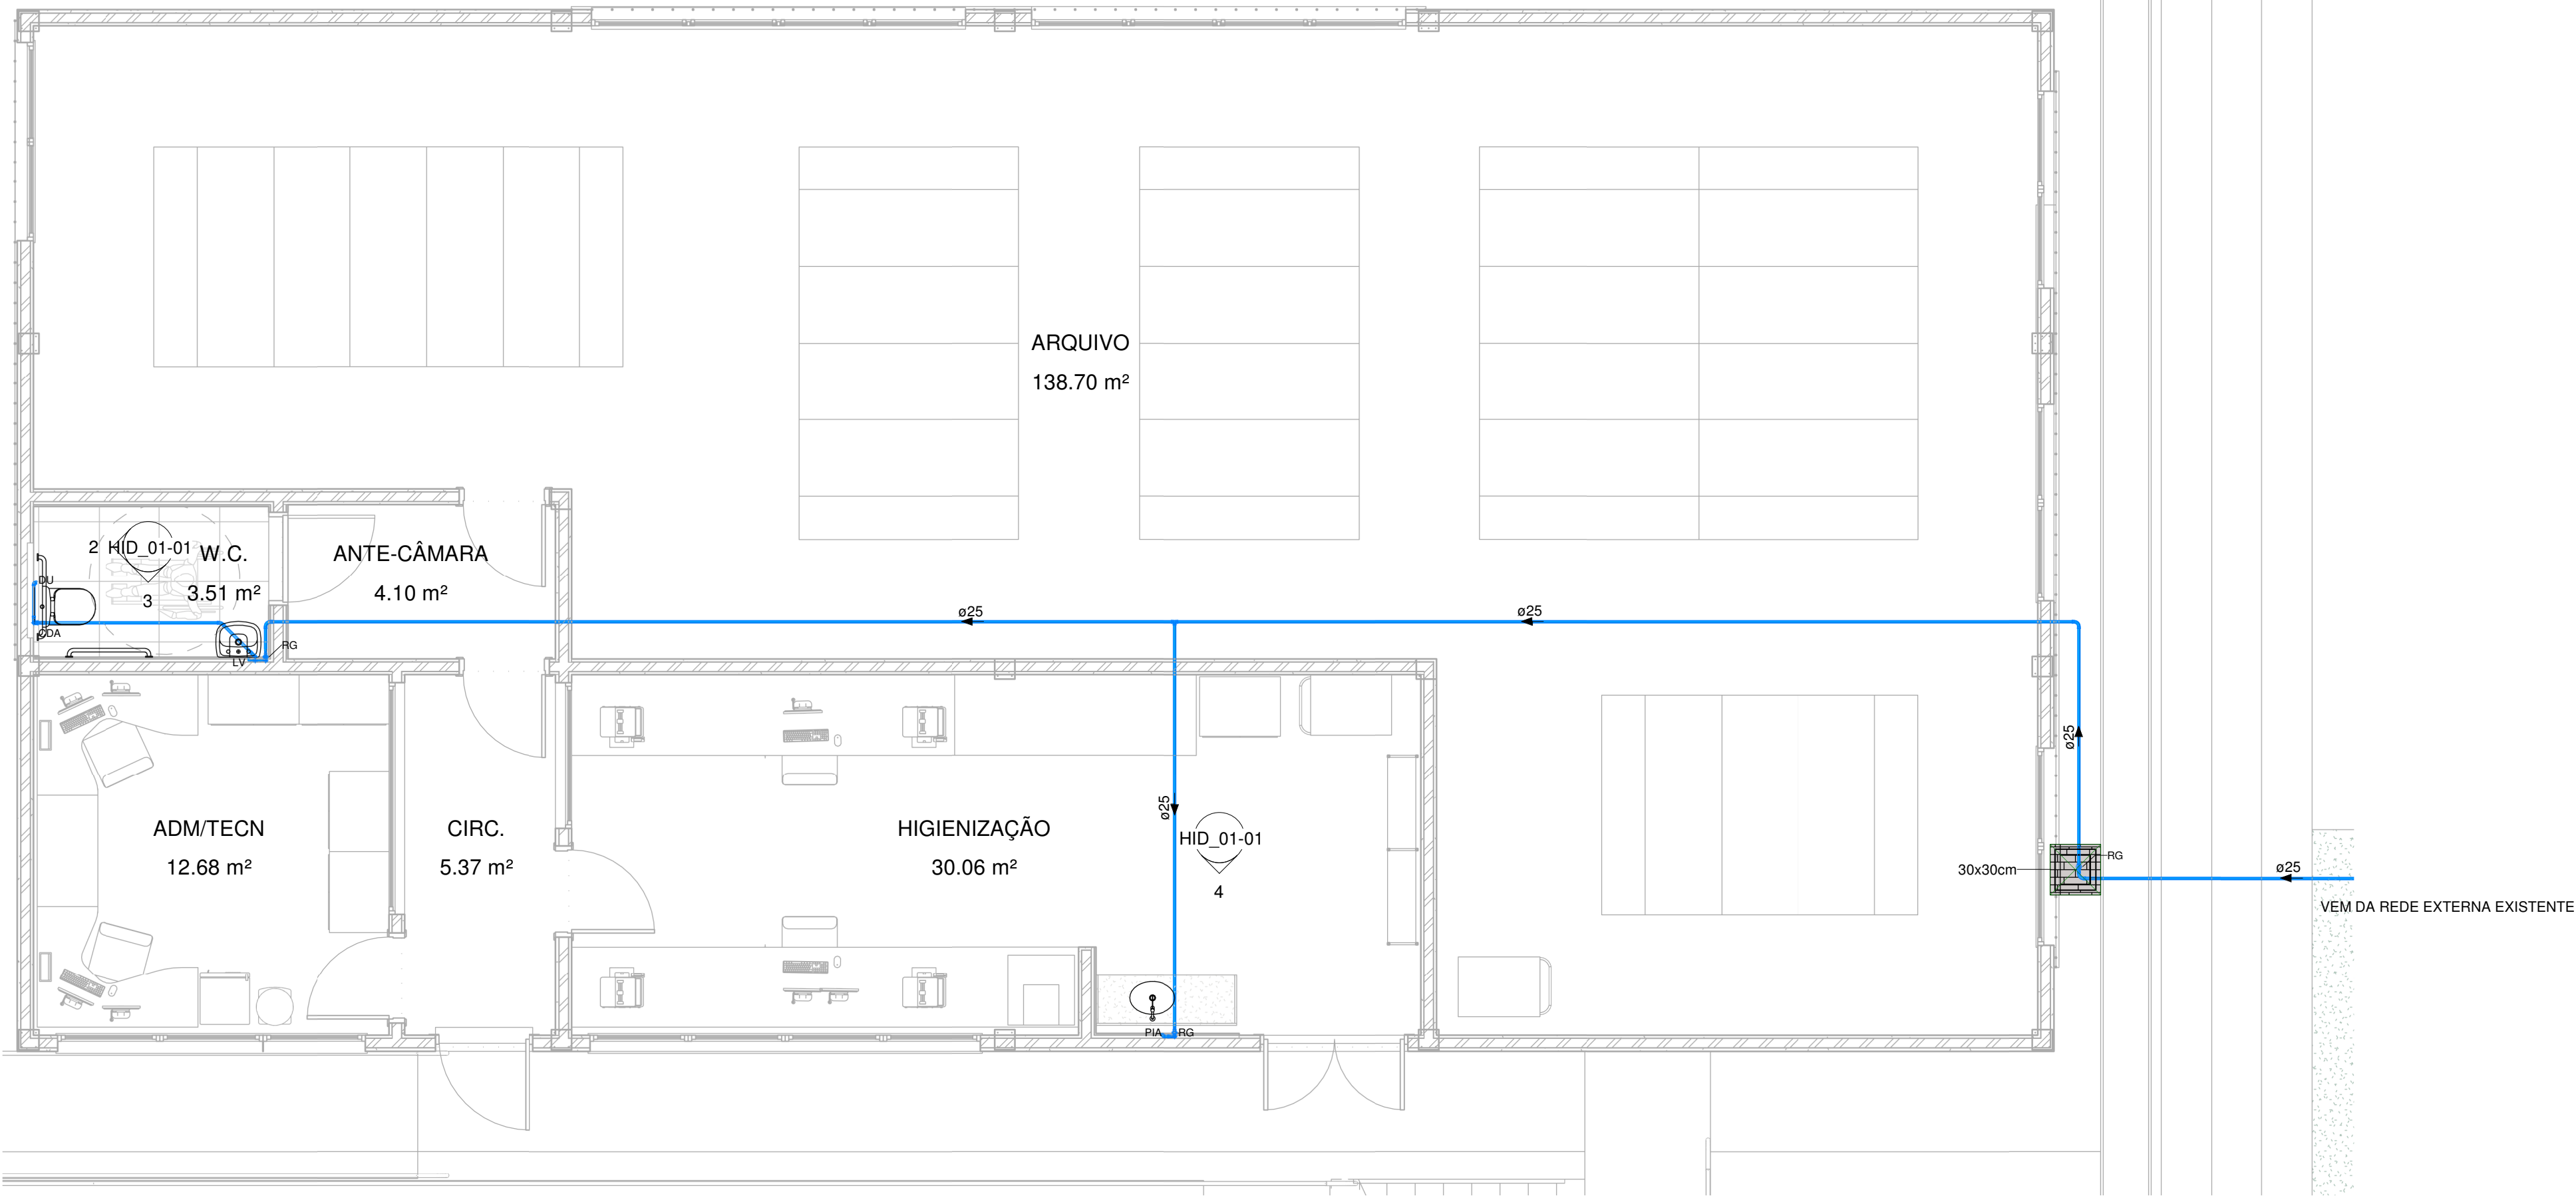 ARQUIVO
138.70 m²
2 HID_01-01
3
W.C.
3.51 m²
ANTE-CÂMARA
4.10 m²
DU
CDA
LV
RG
ø25
ø25
ø25
ø25
HID_01-01
4
ADM/TECN
12.68 m²
CIRC.
5.37 m²
HIGIENIZAÇÃO
30.06 m²
30x30cm
RG
ø25
VEM DA REDE EXTERNA EXISTENTE
PIA
RG